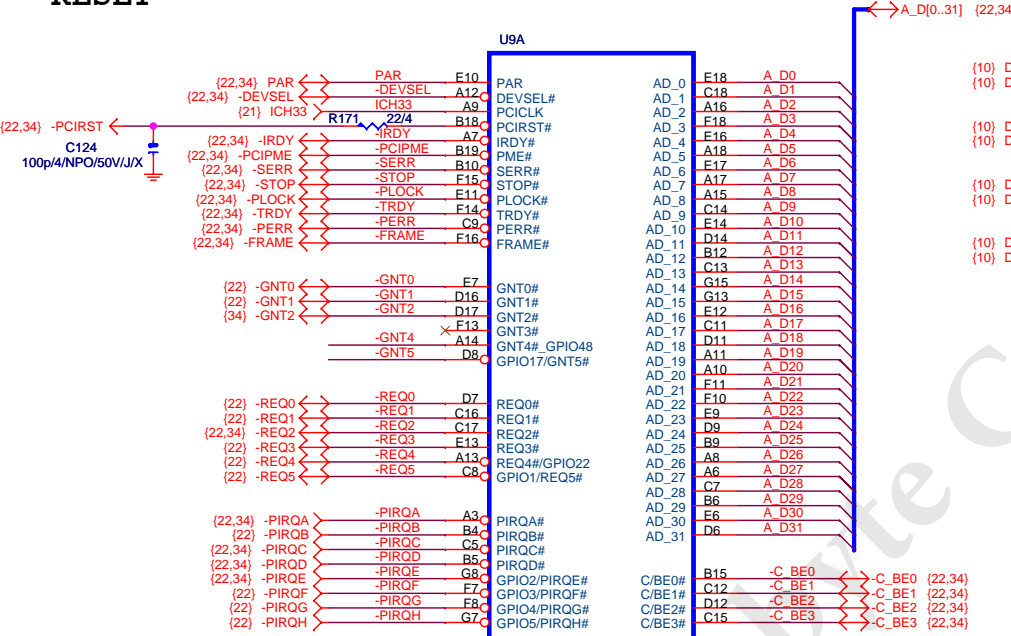 RESET
A_D[0..31] {22,34
U9A
{22,34} PAR PAR E10 PAR AD_0 E18 A_D0
{22,34} -DEVSEL -DEVSEL A12 DEVSEL# AD_1 C18 A_D1
{21} ICH33 ICH33 A9 PCICLK AD_2 A16 A_D2
{22,34} -PCIRST R171 22/4 B18 PCIRST# AD_3 F18 A_D3
{22,34} -IRDY -IRDY A7 IRDY# AD_4 E16 A_D4
{22,34} -PCIPME -PCIPME B19 PME# AD_5 A18 A_D5
{22,34} -SERR -SERR B10 SERR# AD_6 E17 A_D6
{22,34} -STOP -STOP F15 STOP# AD_7 A17 A_D7
{22,34} -PLOCK -PLOCK E11 PLOCK# AD_8 A15 A_D8
{22,34} -TRDY -TRDY F14 TRDY# AD_9 C14 A_D9
{22,34} -PERR -PERR C9 PERR# AD_10 E14 A_D10
{22,34} -FRAME -FRAME F16 FRAME# AD_11 D14 A_D11
C124
100p/4/NPO/50V/J/X
AD_12 B12 A_D12
AD_13 C13 A_D13
{22} -GNT0 -GNT0 E7 GNT0# AD_14 G15 A_D14
{22} -GNT1 -GNT1 D16 GNT1# AD_15 G13 A_D15
{34} -GNT2 -GNT2 D17 GNT2# AD_16 E12 A_D16
F13 GNT3# AD_17 C11 A_D17
-GNT4 A14 GNT4#_GPIO48 AD_18 D11 A_D18
-GNT5 D8 GPIO17/GNT5# AD_19 A11 A_D19
AD_20 A10 A_D20
AD_21 F11 A_D21
{22} -REQ0 -REQ0 D7 REQ0# AD_22 F10 A_D22
{22} -REQ1 -REQ1 C16 REQ1# AD_23 E9 A_D23
{22,34} -REQ2 -REQ2 C17 REQ2# AD_24 D9 A_D24
{22} -REQ3 -REQ3 E13 REQ3# AD_25 B9 A_D25
{22} -REQ4 -REQ4 A13 REQ4#/GPIO22 AD_26 A8 A_D26
{22} -REQ5 -REQ5 C8 GPIO1/REQ5# AD_27 A6 A_D27
AD_28 C7 A_D28
AD_29 B6 A_D29
{22,34} -PIRQA -PIRQA A3 PIRQA# AD_30 E6 A_D30
{22} -PIRQB -PIRQB B4 PIRQB# AD_31 D6 A_D31
{22,34} -PIRQC -PIRQC C5 PIRQC#
{22,34} -PIRQD -PIRQD B5 PIRQD#
{22,34} -PIRQE -PIRQE G8 GPIO2/PIRQE# C/BE0# B15 -C_BE0 -C_BE0 {22,34}
{22} -PIRQF -PIRQF F7 GPIO3/PIRQF# C/BE1# C12 -C_BE1 -C_BE1 {22,34}
{22} -PIRQG -PIRQG F8 GPIO4/PIRQG# C/BE2# D12 -C_BE2 -C_BE2 {22,34}
{22} -PIRQH -PIRQH G7 GPIO5/PIRQH# C/BE3# C15 -C_BE3 -C_BE3 {22,34}
{10} D
{10} D
{10} D
{10} D
{10} D
{10} D
{10} D
{10} D
byte C